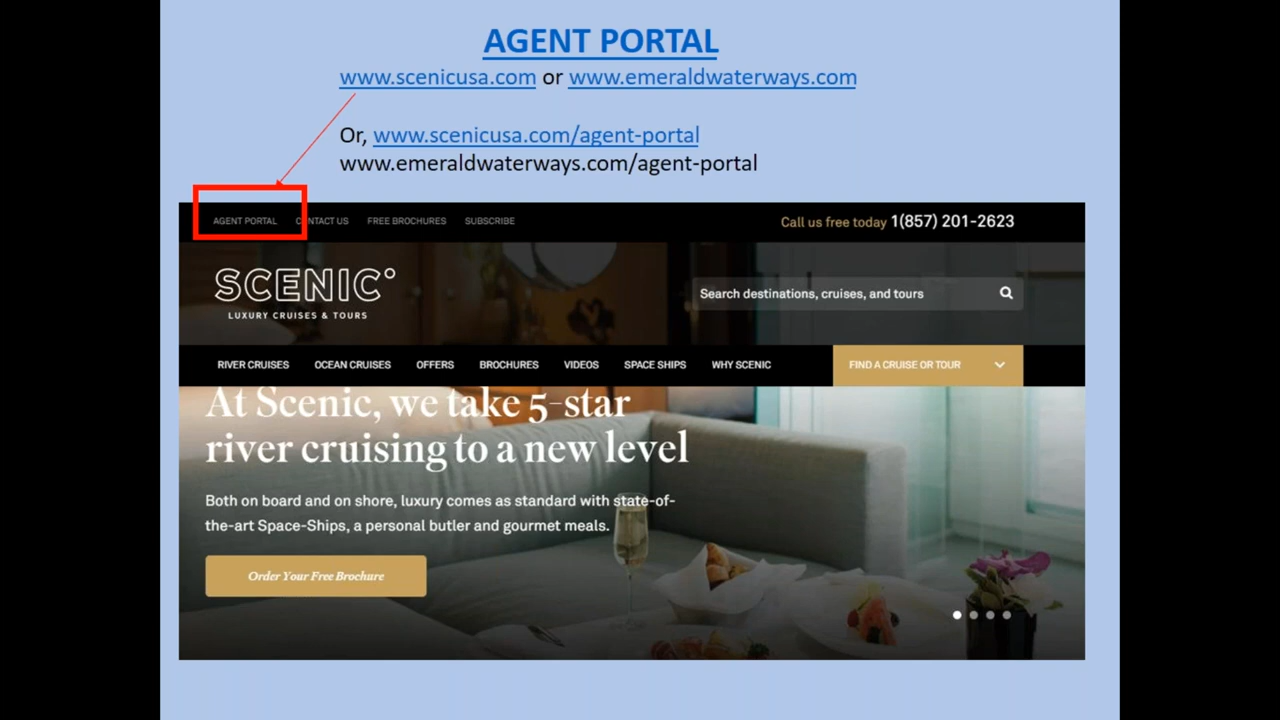 AGENT PORTAL
www.scenicusa.com or www.emeraldwaterways.com
Or, www.scenicusa.com/agent-portal
www.emeraldwaterways.com/agent-portal
AGENT PORTAL CONTACT US FREE BROCHURES SUBSCRIBE Call us free today 1(857) 201-2623
SCENIC°
LUXURY CRUISES & TOURS
Search destinations, cruises, and tours
RIVER CRUISES OCEAN CRUISES OFFERS BROCHURES VIDEOS SPACE SHIPS WHY SCENIC FIND A CRUISE OR TOUR
At Scenic, we take 5-star
river cruising to a new level
Both on board and on shore, luxury comes as standard with state-of-
the-art Space-Ships, a personal butler and gourmet meals.
Order Your Free Brochure